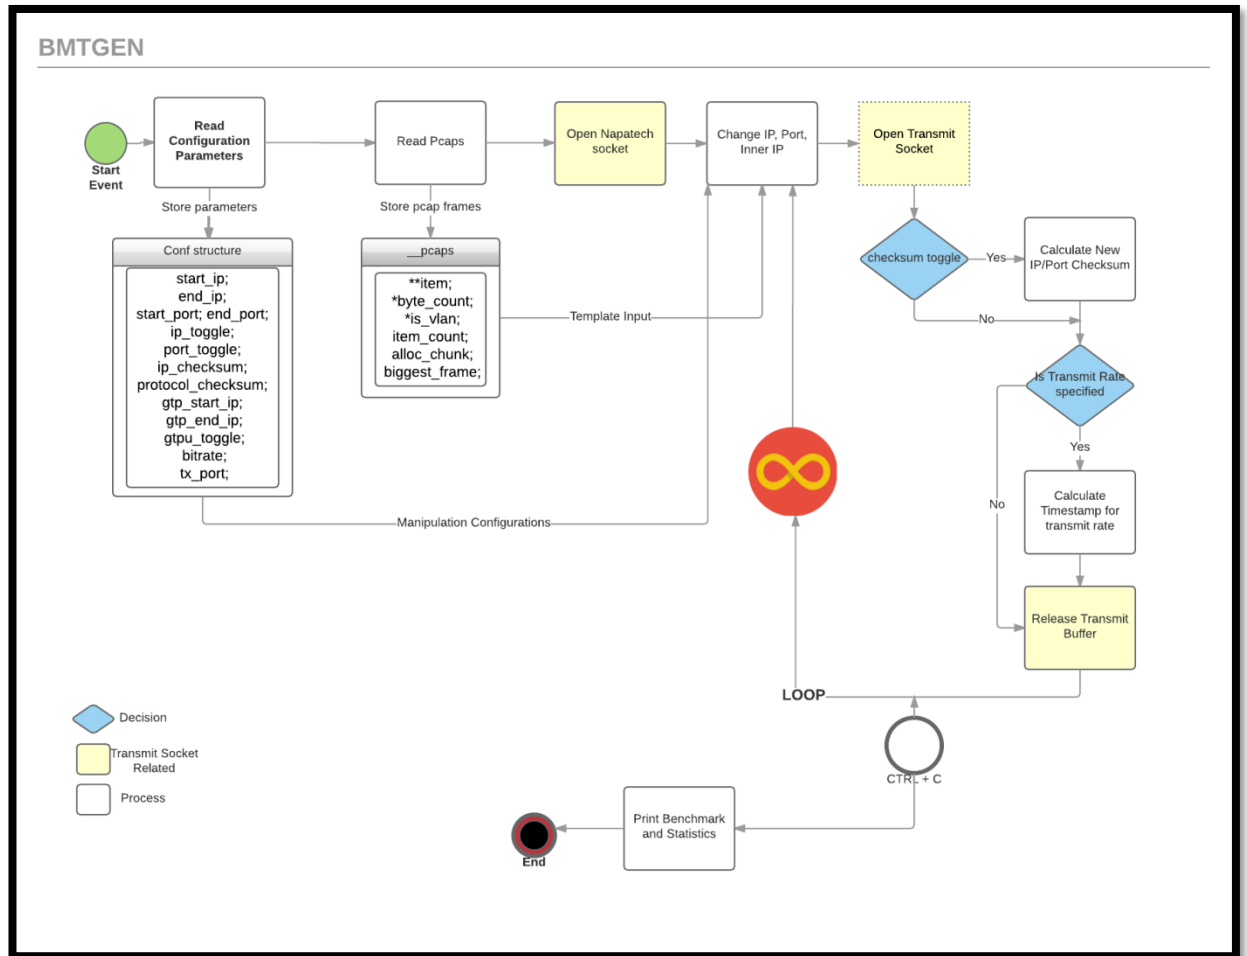 BMTGEN
Start
Event
Read
Configuration
Parameters
Read Pcaps
Open Napatech
socket
Change IP, Port,
Inner IP
Open Transmit
Socket
Store parameters
Store pcap frames
Conf structure
start_ip;
end_ip;
start_port; end_port;
ip_toggle;
port_toggle;
ip_checksum;
protocol_checksum;
gtp_start_ip;
gtp_end_ip;
gtpu_toggle;
bitrate;
tx_port;
__pcaps
**item;
*byte_count;
*is_vlan;
item_count;
alloc_chunk;
biggest_frame;
Template Input
Manipulation Configurations
checksum toggle
Yes
Calculate New
IP/Port Checksum
No
Is Transmit Rate
specified
Yes
No
Calculate
Timestamp for
transmit rate
Release Transmit
Buffer
LOOP
CTRL + C
Print Benchmark
and Statistics
End
Decision
Transmit Socket
Related
Process